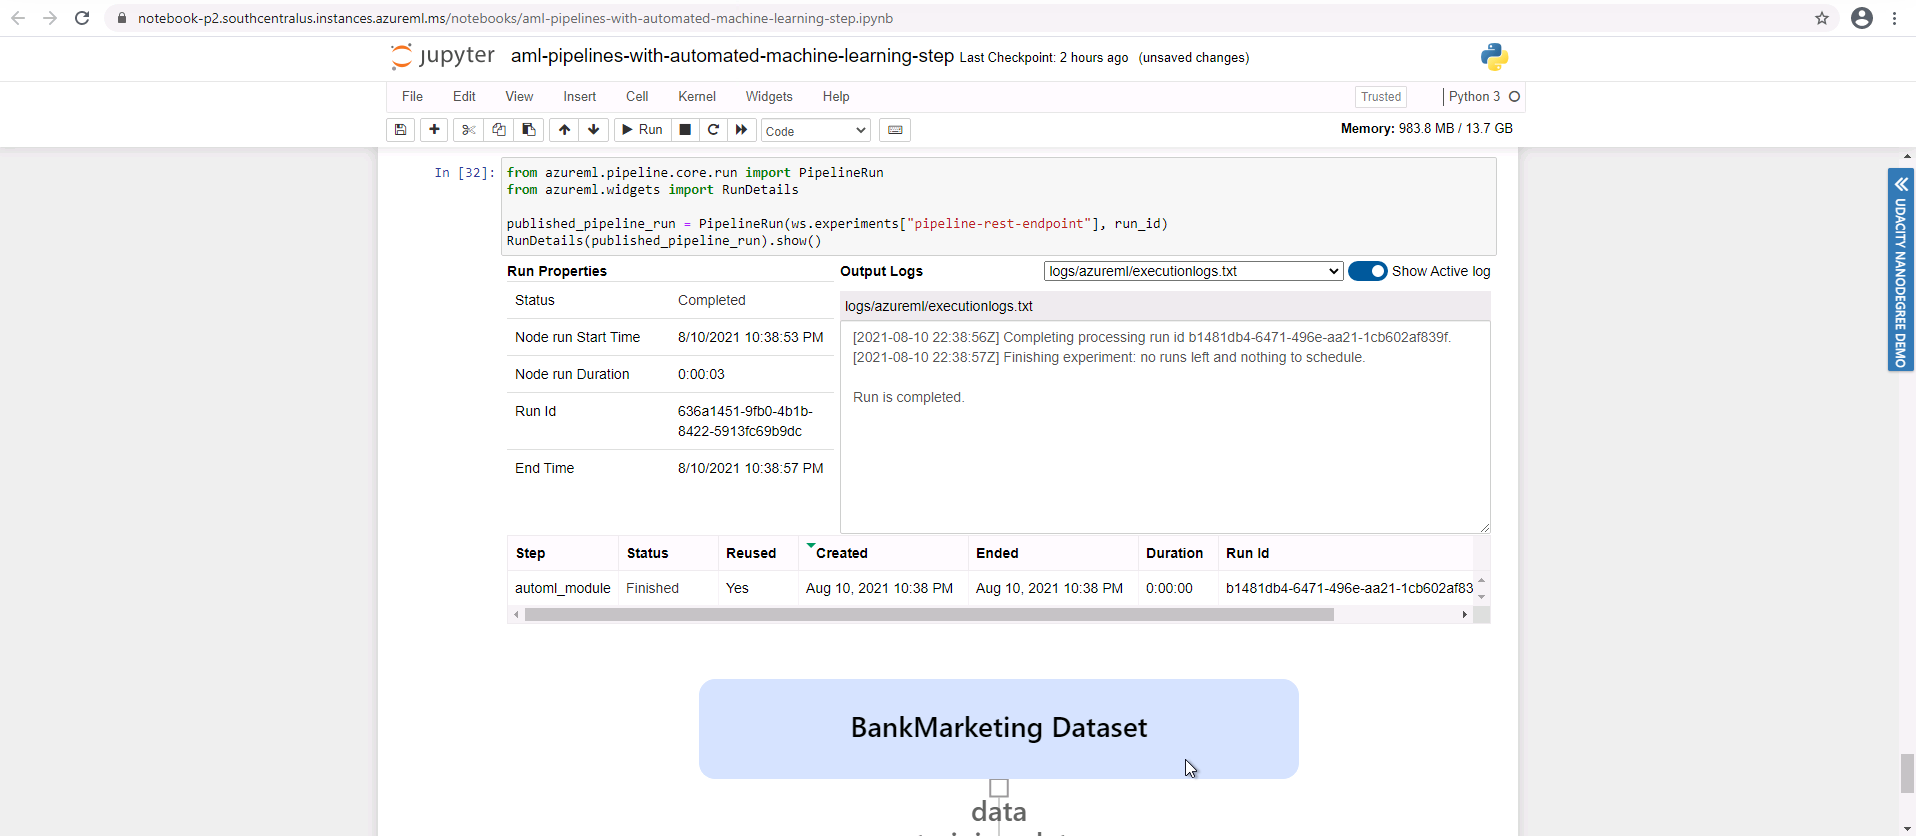 notebook-p2.southcentralus.instances.azureml.ms/notebooks/aml-pipelines-with-automated-machine-learning-step.ipynb
jupyter aml-pipelines-with-automated-machine-learning-step Last Checkpoint: 2 hours ago (unsaved changes)
File Edit View Insert Cell Kernel Widgets Help Trusted Python 3
Run Code Memory: 983.8 MB / 13.7 GB
In [32]: from azureml.pipeline.core.run import PipelineRun
from azureml.widgets import RunDetails
published_pipeline_run = PipelineRun(ws.experiments["pipeline-rest-endpoint"], run_id)
RunDetails(published_pipeline_run).show()
Run Properties
Status Completed
Node run Start Time 8/10/2021 10:38:53 PM
Node run Duration 0:00:03
Run Id 636a1451-9fb0-4b1b-
8422-5913fc69b9dc
End Time 8/10/2021 10:38:57 PM
Output Logs logs/azureml/executionlogs.txt Show Active log
logs/azureml/executionlogs.txt
[2021-08-10 22:38:56Z] Completing processing run id b1481db4-6471-496e-aa21-1cb602af839f.
[2021-08-10 22:38:57Z] Finishing experiment: no runs left and nothing to schedule.
Run is completed.
Step Status Reused Created Ended Duration Run Id
automl_module Finished Yes Aug 10, 2021 10:38 PM Aug 10, 2021 10:38 PM 0:00:00 b1481db4-6471-496e-aa21-1cb602af83
BankMarketing Dataset
data
UDACITY NANODEGREE DEMO